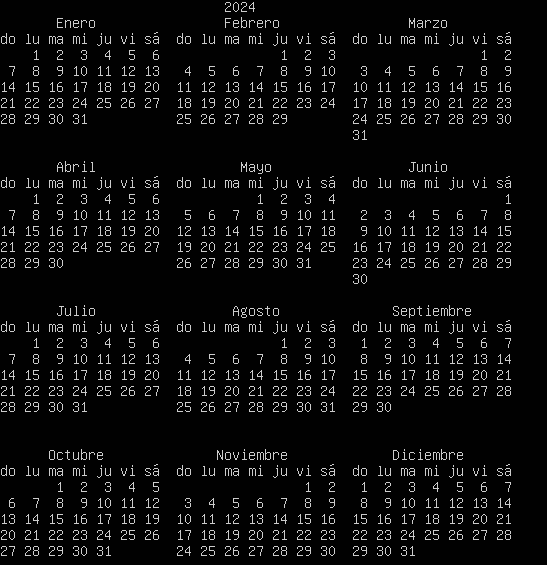 2024
Enero Febrero Marzo
do lu ma mi ju vi sá do lu ma mi ju vi sá do lu ma mi ju vi sá
1 2 3 4 5 6 1 2 3 1 2
7 8 9 10 11 12 13 4 5 6 7 8 9 10 3 4 5 6 7 8 9
14 15 16 17 18 19 20 11 12 13 14 15 16 17 10 11 12 13 14 15 16
21 22 23 24 25 26 27 18 19 20 21 22 23 24 17 18 19 20 21 22 23
28 29 30 31 25 26 27 28 29 24 25 26 27 28 29 30
31
Abril Mayo Junio
do lu ma mi ju vi sá do lu ma mi ju vi sá do lu ma mi ju vi sá
1 2 3 4 5 6 1 2 3 4 1
7 8 9 10 11 12 13 5 6 7 8 9 10 11 2 3 4 5 6 7 8
14 15 16 17 18 19 20 12 13 14 15 16 17 18 9 10 11 12 13 14 15
21 22 23 24 25 26 27 19 20 21 22 23 24 25 16 17 18 19 20 21 22
28 29 30 26 27 28 29 30 31 23 24 25 26 27 28 29
30
Julio Agosto Septiembre
do lu ma mi ju vi sá do lu ma mi ju vi sá do lu ma mi ju vi sá
1 2 3 4 5 6 1 2 3 1 2 3 4 5 6 7
7 8 9 10 11 12 13 4 5 6 7 8 9 10 8 9 10 11 12 13 14
14 15 16 17 18 19 20 11 12 13 14 15 16 17 15 16 17 18 19 20 21
21 22 23 24 25 26 27 18 19 20 21 22 23 24 22 23 24 25 26 27 28
28 29 30 31 25 26 27 28 29 30 31 29 30
Octubre Noviembre Diciembre
do lu ma mi ju vi sá do lu ma mi ju vi sá do lu ma mi ju vi sá
1 2 3 4 5 1 2 1 2 3 4 5 6 7
6 7 8 9 10 11 12 3 4 5 6 7 8 9 8 9 10 11 12 13 14
13 14 15 16 17 18 19 10 11 12 13 14 15 16 15 16 17 18 19 20 21
20 21 22 23 24 25 26 17 18 19 20 21 22 23 22 23 24 25 26 27 28
27 28 29 30 31 24 25 26 27 28 29 30 29 30 31